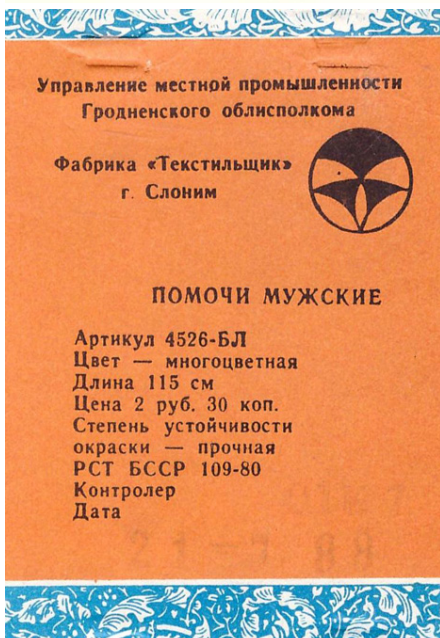 Управление местной промышленности
Гродненского облисполкома
Фабрика «Текстильщик»
г. Слоним
ПОМОЧИ МУЖСКИЕ
Артикул 4526-БЛ
Цвет — многоцветная
Длина 115 см
Цена 2 руб. 30 коп.
Степень устойчивости
окраски — прочная
РСТ БССР 109-80
Контролер
Дата